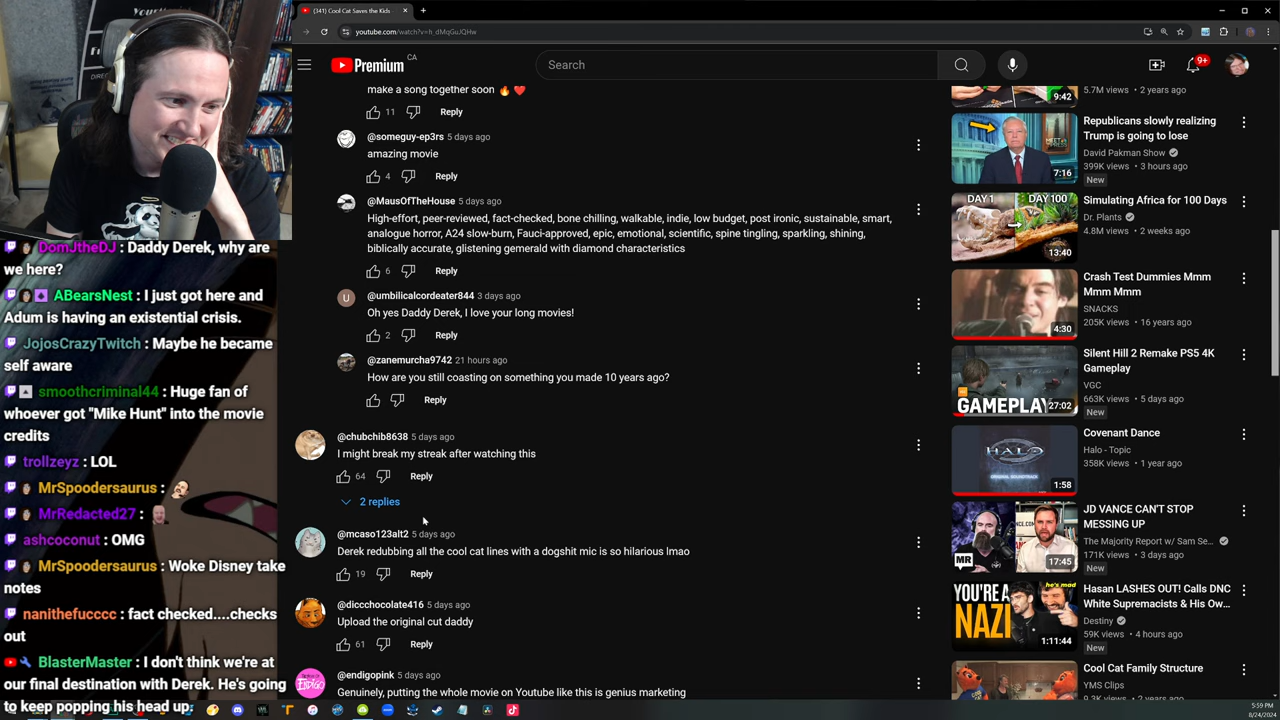 (341) Cool Cat Saves the Kids
youtube.com/watch?v=h_dMqGuJQHw
Premium CA
Search
9+
make a song together soon 🔥 ❤️
11 Reply
@someguy-ep3rs 5 days ago
amazing movie
4 Reply
@MausOfTheHouse 5 days ago
High-effort, peer-reviewed, fact-checked, bone chilling, walkable, indie, low budget, post ironic, sustainable, smart,
analogue horror, A24 slow-burn, Fauci-approved, epic, emotional, scientific, spine tingling, sparkling, shining,
biblically accurate, glistening gemerald with diamond characteristics
6 Reply
@umbilicalcordeater844 3 days ago
Oh yes Daddy Derek, I love your long movies!
2 Reply
@zanemurcha9742 21 hours ago
How are you still coasting on something you made 10 years ago?
Reply
@chubchib8638 5 days ago
I might break my streak after watching this
64 Reply
2 replies
@mcaso123alt2 5 days ago
Derek redubbing all the cool cat lines with a dogshit mic is so hilarious lmao
19 Reply
@diccchocolate416 5 days ago
Upload the original cut daddy
61 Reply
@endigopink 5 days ago
Genuinely, putting the whole movie on Youtube like this is genius marketing
9:42
5.7M views • 2 years ago
7:16
Republicans slowly realizing
Trump is going to lose
David Pakman Show
399K views • 3 hours ago
New
DAY 1 DAY 100
13:40
Simulating Africa for 100 Days
Dr. Plants
4.8M views • 2 weeks ago
4:30
Crash Test Dummies Mmm
Mmm Mmm
SNACKS
205K views • 16 years ago
GAMEPLAY
27:02
Silent Hill 2 Remake PS5 4K
Gameplay
VGC
663K views • 5 days ago
New
HALO
1:58
Covenant Dance
Halo - Topic
358K views • 1 year ago
MR
17:45
JD VANCE CAN'T STOP
MESSING UP
The Majority Report w/ Sam Se...
171K views • 3 days ago
New
he's mad
YOU'RE A
NAZI
1:11:44
Hasan LASHES OUT! Calls DNC
White Supremacists & His Ow...
Destiny
59K views • 4 hours ago
New
Cool Cat Family Structure
YMS Clips
9.3K views • 2 years ago
DomJtheDJ : Daddy Derek, why are
we here?
ABearsNest : I just got here and
Adum is having an existential crisis.
JojosCrazyTwitch : Maybe he became
self aware
smoothcriminal44 : Huge fan of
whoever got "Mike Hunt" into the movie
credits
trollzeyz : LOL
MrSpoodersaurus :
MrRedacted27 :
ashcoconut : OMG
MrSpoodersaurus : Woke Disney take
notes
nanithefucccc : fact checked....checks
out
BlasterMaster : I don't think we're at
our final destination with Derek. He's going
to keep popping his head up.
5:59 PM
8/24/2024